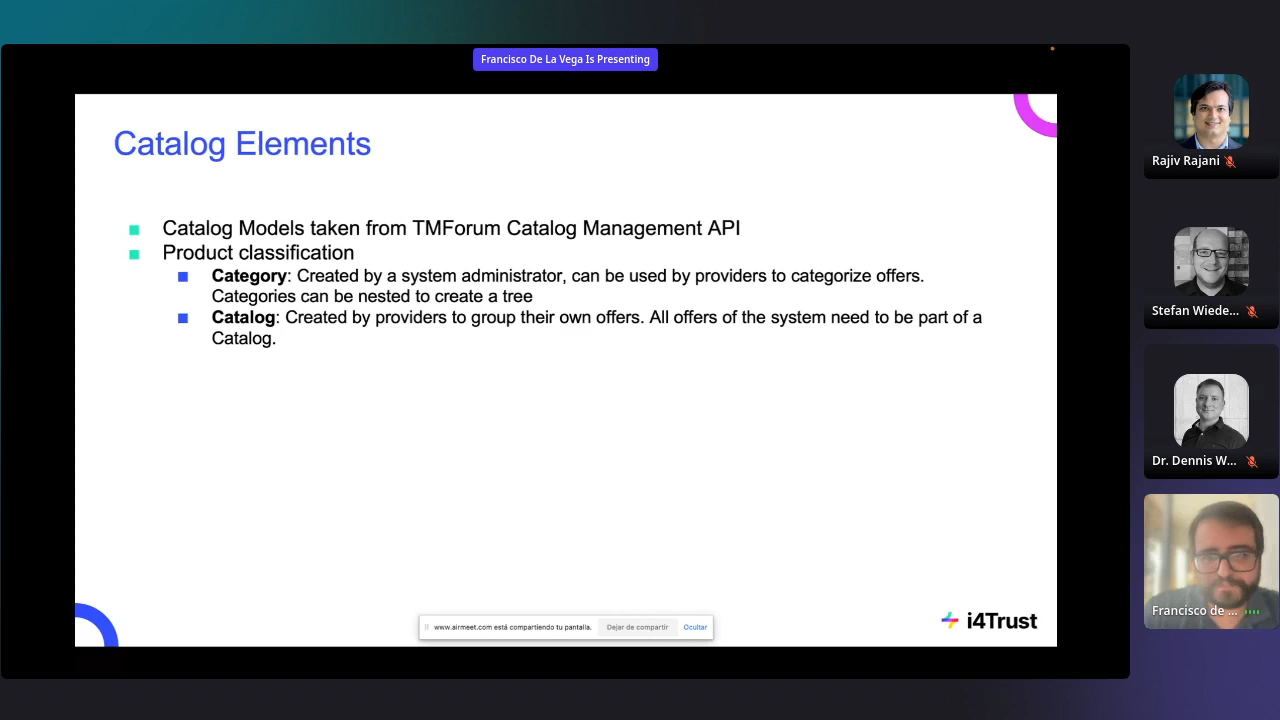 Francisco De La Vega Is Presenting
Catalog Elements
Catalog Models taken from TMForum Catalog Management API
Product classification
Category: Created by a system administrator, can be used by providers to categorize offers.
Categories can be nested to create a tree
Catalog: Created by providers to group their own offers. All offers of the system need to be part of a
Catalog.
www.airmeet.com está compartiendo tu pantalla.
Dejar de compartir
Ocultar
i4Trust
Rajiv Rajani
Stefan Wiede...
Dr. Dennis W...
Francisco de ...